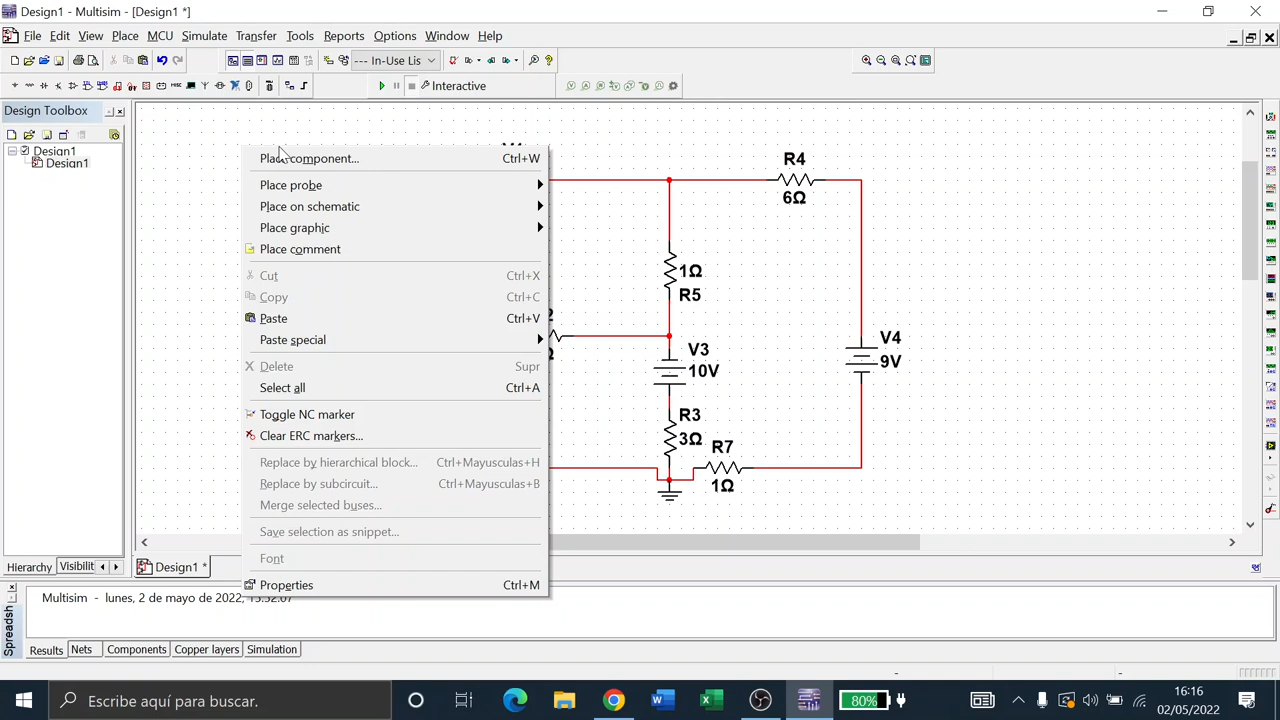 Design1 - Multisim - [Design1 *]
File Edit View Place MCU Simulate Transfer Tools Reports Options Window Help
--- In-Use Lis
Interactive
Design Toolbox
Design1
Design1
Place component... Ctrl+W
Place probe
Place on schematic
Place graphic
Place comment
Cut Ctrl+X
Copy Ctrl+C
Paste Ctrl+V
Paste special
Delete Supr
Select all Ctrl+A
Toggle NC marker
Clear ERC markers...
Replace by hierarchical block... Ctrl+Mayusculas+H
Replace by subcircuit... Ctrl+Mayusculas+B
Merge selected buses...
Save selection as snippet...
Font
Properties Ctrl+M
R4
6Ω
1Ω
R5
V3
10V
V4
9V
R3
3Ω
R7
1Ω
Hierarchy Visibilit
Design1 *
Multisim - lunes, 2 de mayo de 2022,
Spreadsh
Results Nets Components Copper layers Simulation
Escribe aquí para buscar.
80%
16:16
02/05/2022